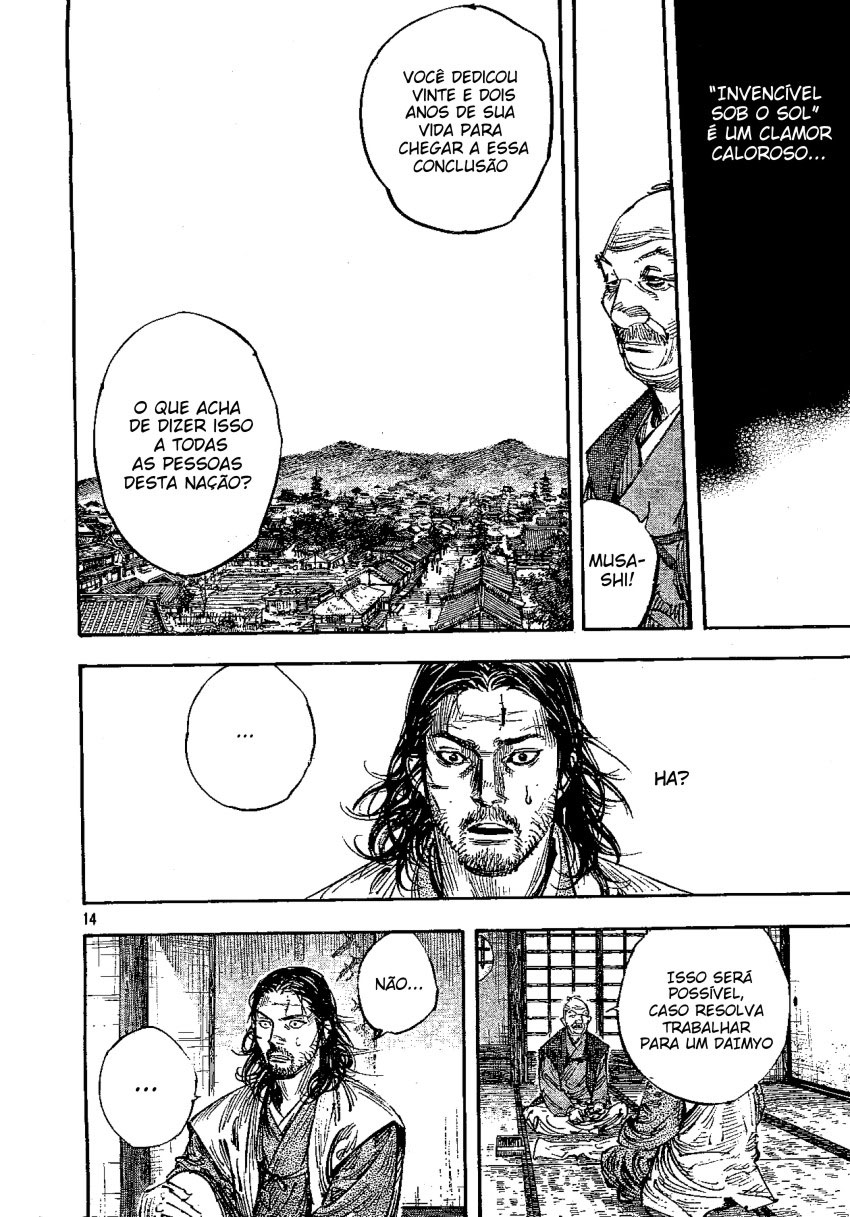 "INVENCÍVEL
SOB O SOL"
É UM CLAMOR
CALOROSO...
MUSA-
SHI!
VOCÊ DEDICOU
VINTE E DOIS
ANOS DE SUA
VIDA PARA
CHEGAR A ESSA
CONCLUSÃO
O QUE ACHA
DE DIZER ISSO
A TODAS
AS PESSOAS
DESTA NAÇÃO?
HA?
...
14
ISSO SERÁ
POSSÍVEL,
CASO RESOLVA
TRABALHAR
PARA UM DAIMYO
NÃO...
...